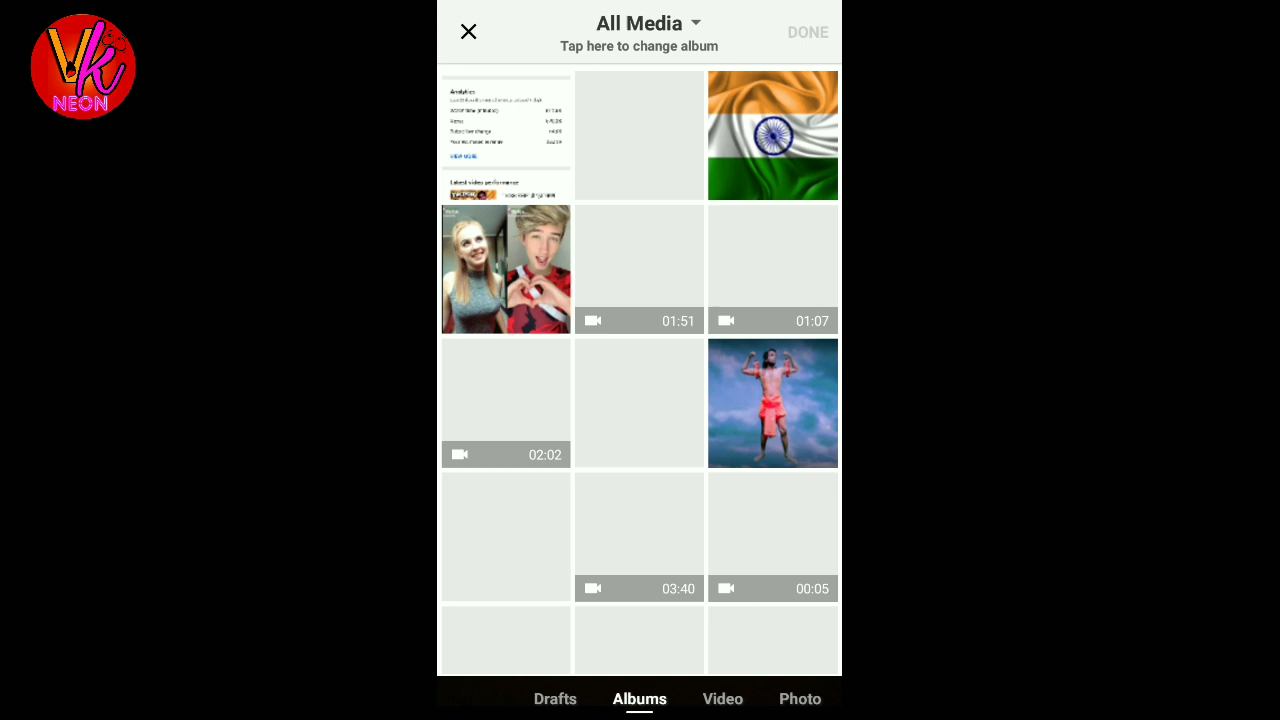 VK
NEON
All Media
DONE
Tap here to change album
Analytics
VIEW MORE
Latest video performance
01:51
01:07
02:02
03:40
00:05
Drafts
Albums
Video
Photo